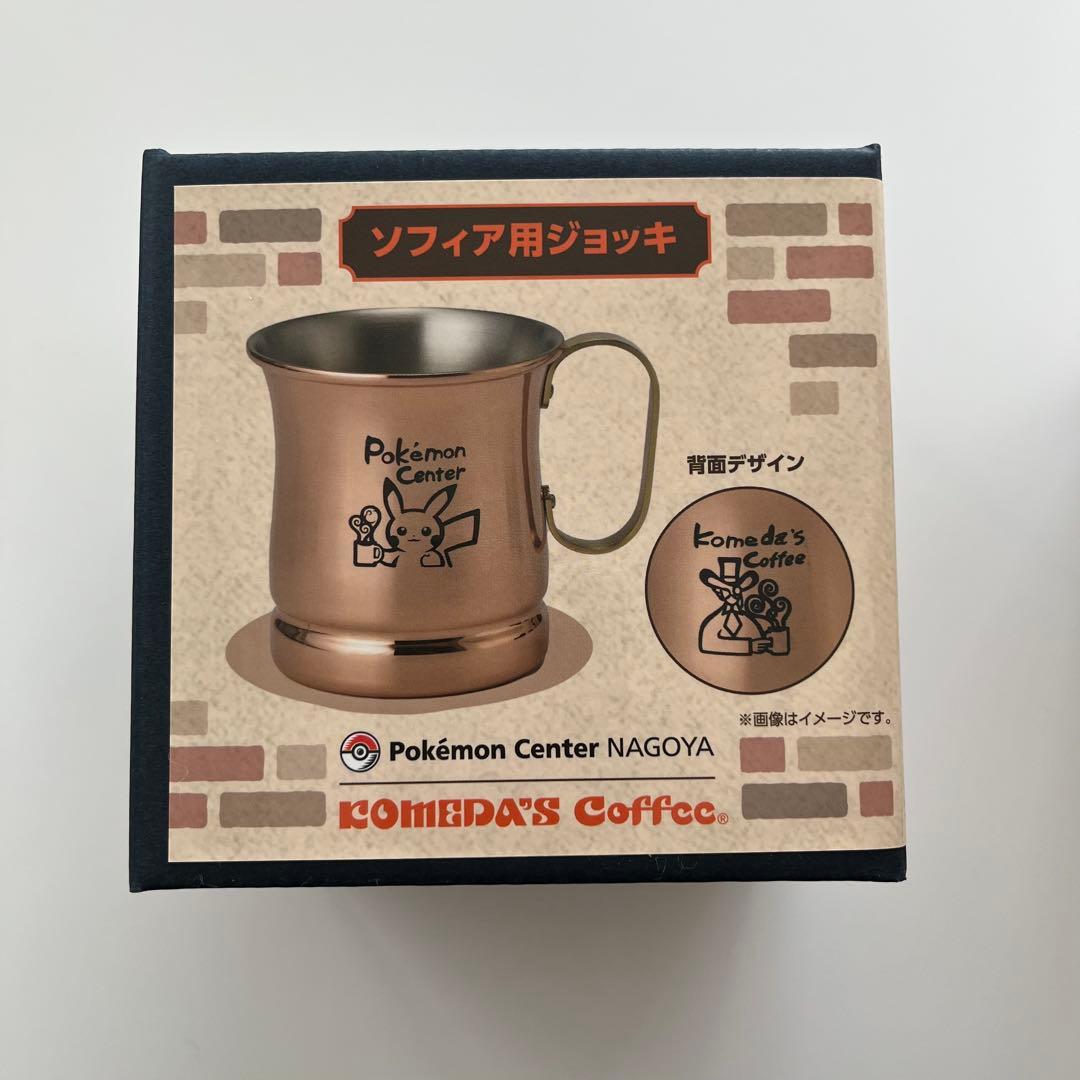 ソフィア用ジョッキ
Pokémon
Center
背面デザイン
Komeda's
Coffee
※画像はイメージです。
Pokémon Center NAGOYA
KOMEDA'S Coffee®